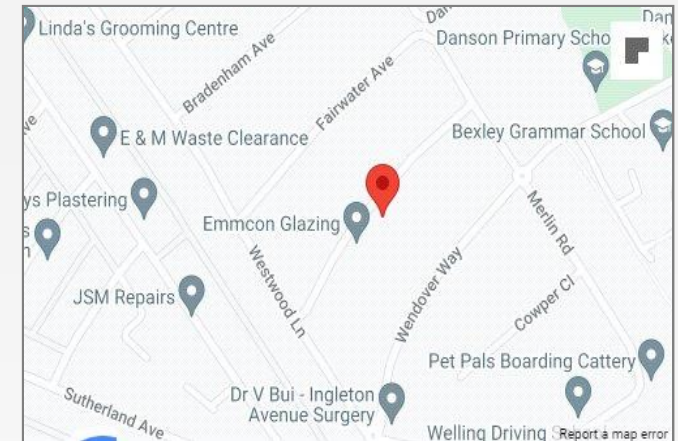 Linda's Grooming Centre
Dan
Danson Primary Scho
Bradenham Ave
Fairwater Ave
E & M Waste Clearance
Bexley Grammar School
ys Plastering
Emmcon Glazing
Merlin Rd
Westwood Ln
Wendover Way
JSM Repairs
Cowper Cl
Pet Pals Boarding Cattery
Sutherland Ave
Dr V Bui - Ingleton
Avenue Surgery
Welling Driving
Report a map error